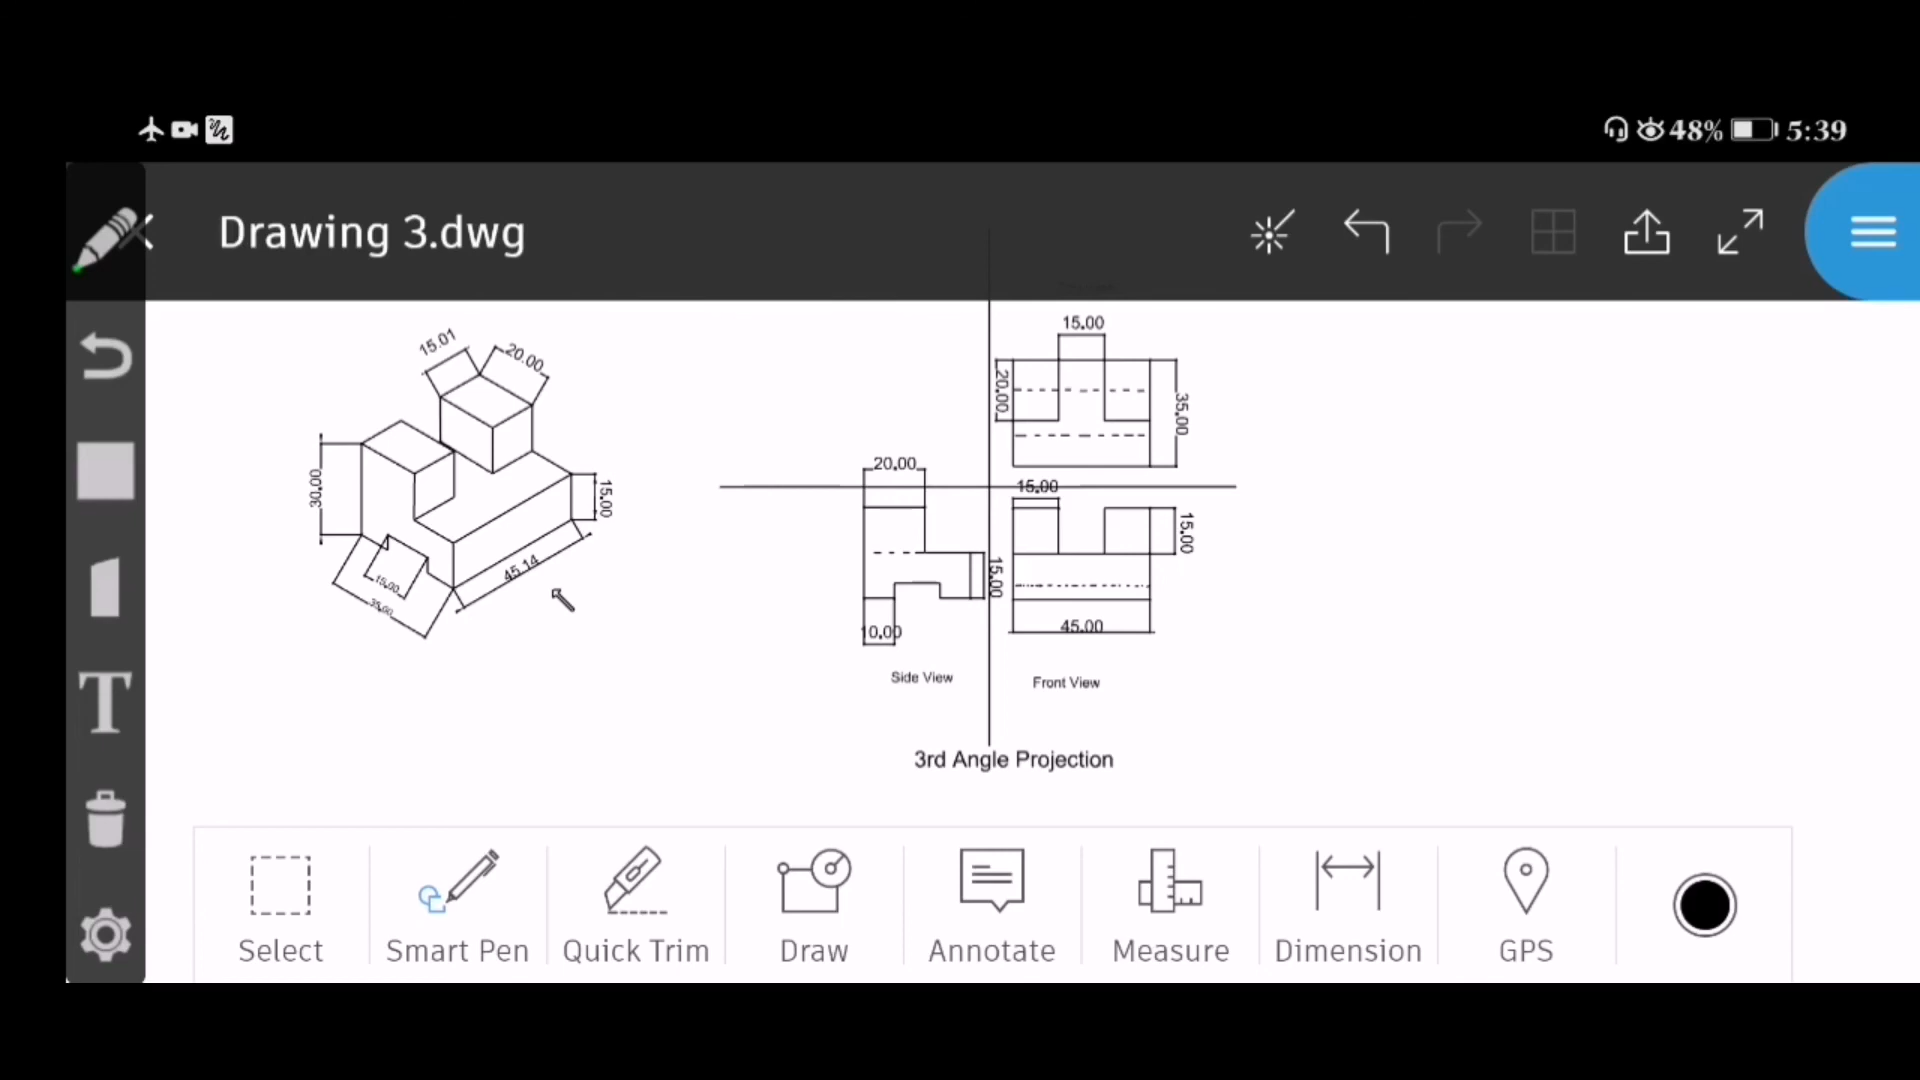 48% 5:39
Drawing 3.dwg
15.01
20.00
30.00
15.00
15.00
35.00
45.14
15.00
20.00
35.00
20.00
15.00
15.00
15.00
10.00
45.00
Side View
Front View
3rd Angle Projection
T
Select
Smart Pen
Quick Trim
Draw
Annotate
Measure
Dimension
GPS